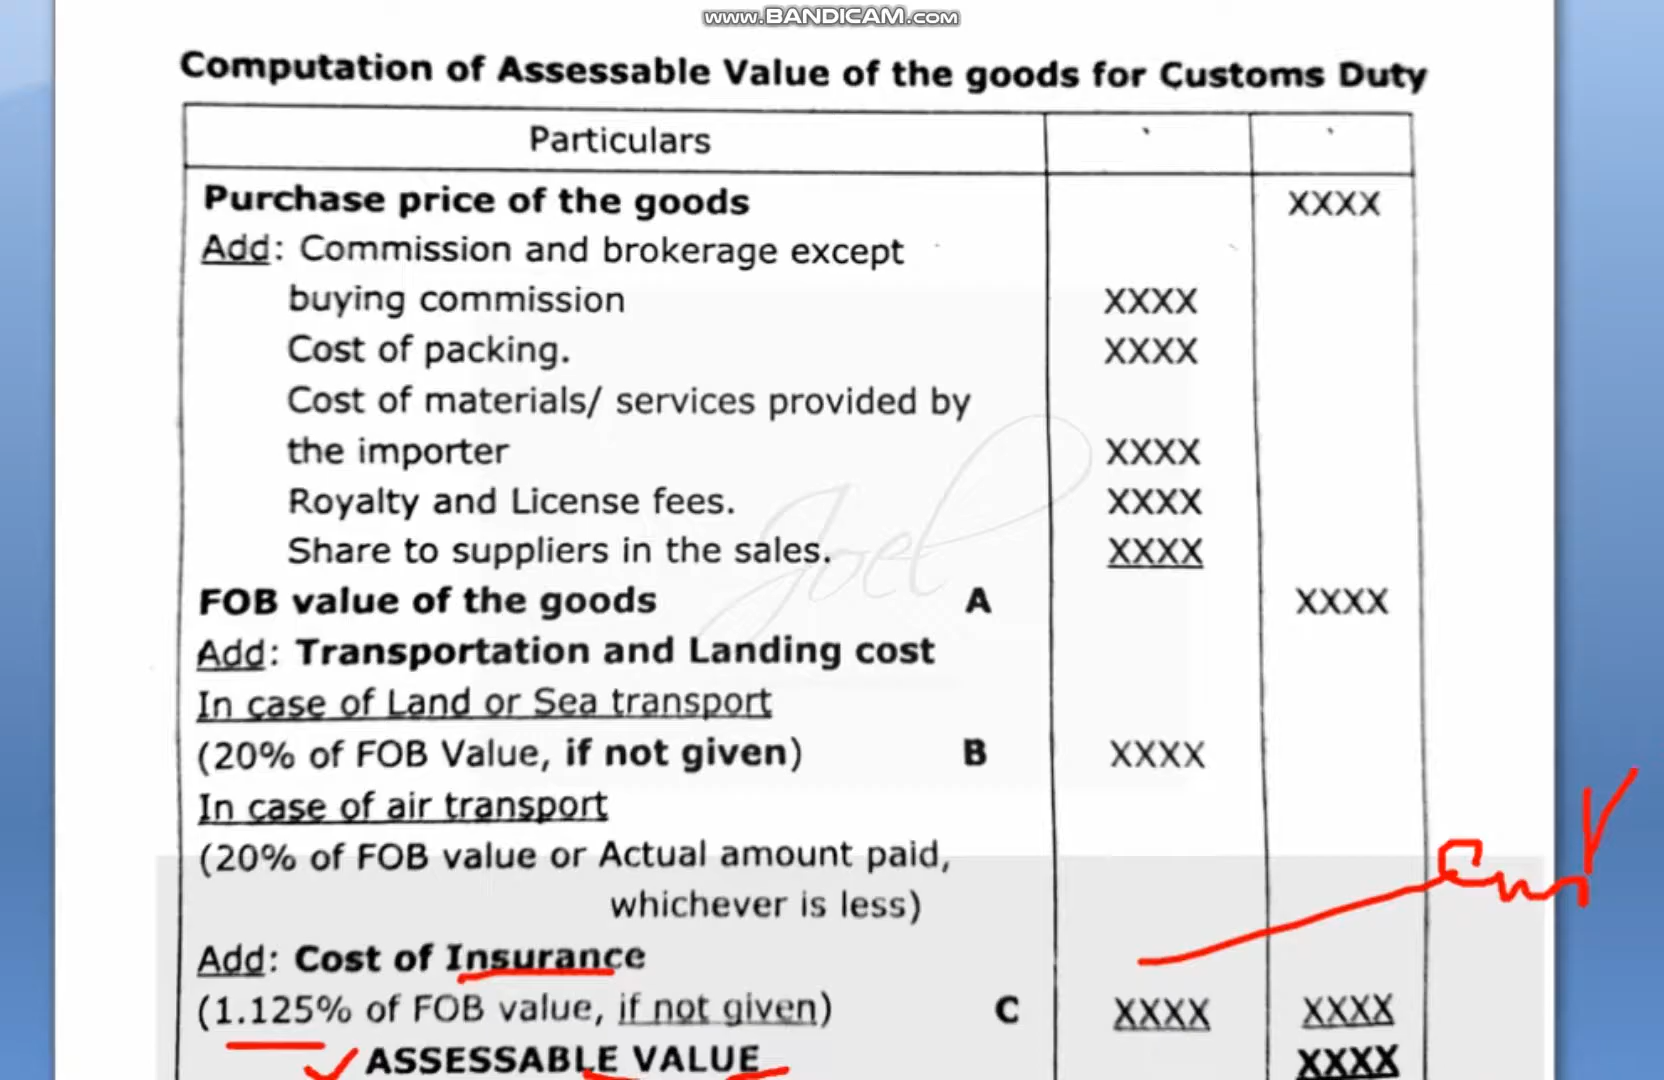 www.BANDICAM.com
Computation of Assessable Value of the goods for Customs Duty
Particulars
Purchase price of the goods XXXX
Add: Commission and brokerage except
buying commission XXXX
Cost of packing. XXXX
Cost of materials/ services provided by
the importer XXXX
Royalty and License fees. XXXX
Share to suppliers in the sales. XXXX
Joel
FOB value of the goods A XXXX
Add: Transportation and Landing cost
In case of Land or Sea transport
(20% of FOB Value, if not given) B XXXX
In case of air transport
(20% of FOB value or Actual amount paid,
whichever is less)
Add: Cost of Insurance
(1.125% of FOB value, if not given) C XXXX XXXX
ASSESSABLE VALUE XXXX